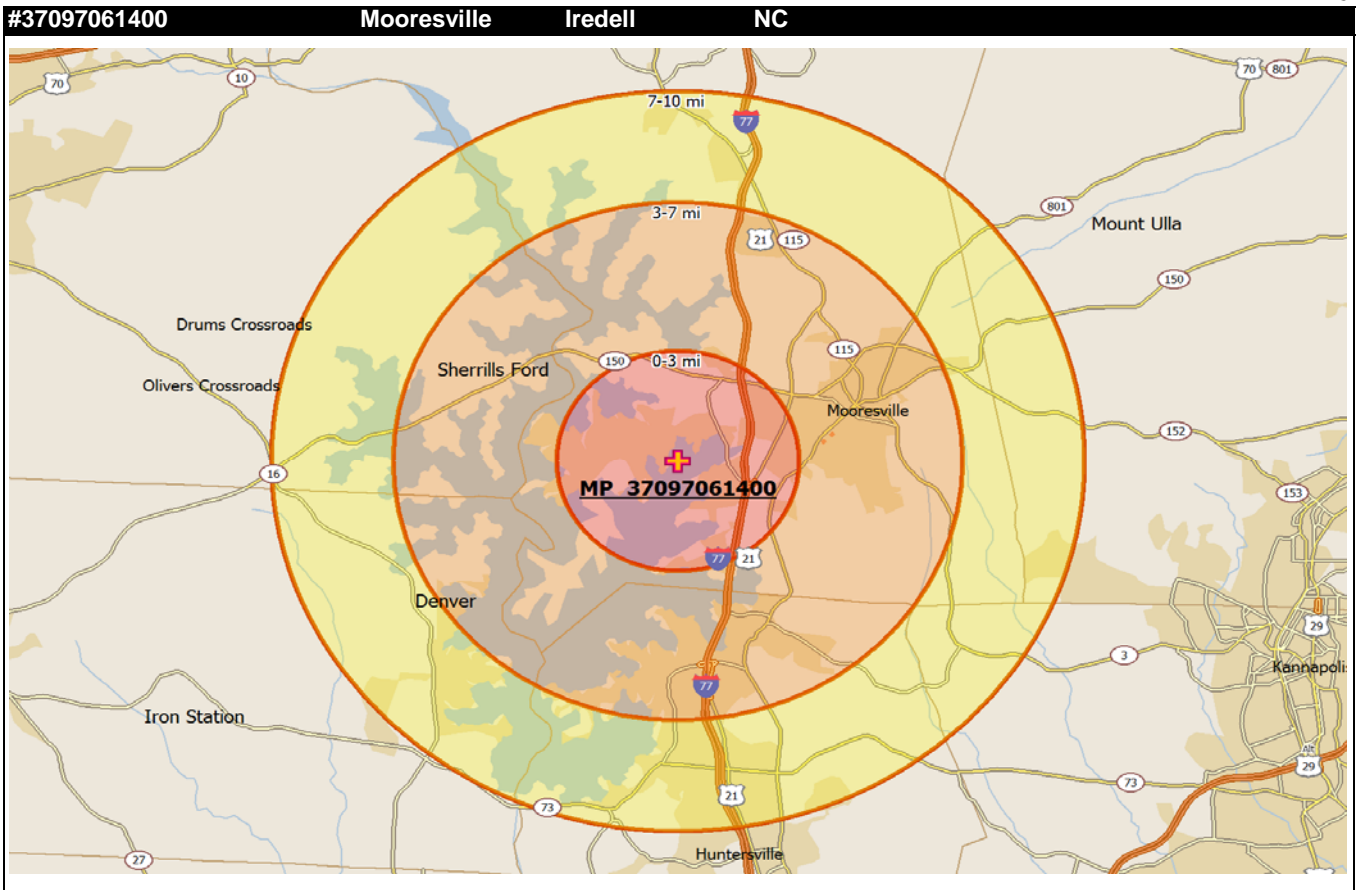 #37097061400 Mooresville Iredell NC
70
10
7-10 mi
77
70 801
801
3-7 mi
Mount Ulla
21 115
150
Drums Crossroads
115
150 0-3 mi
Sherrills Ford
Olivers Crossroads
Mooresville
152
16
MP 37097061400
153
77 21
Denver
29
3
Kannapoli
77
Iron Station
Alt
29
73
21
73
Huntersville
27